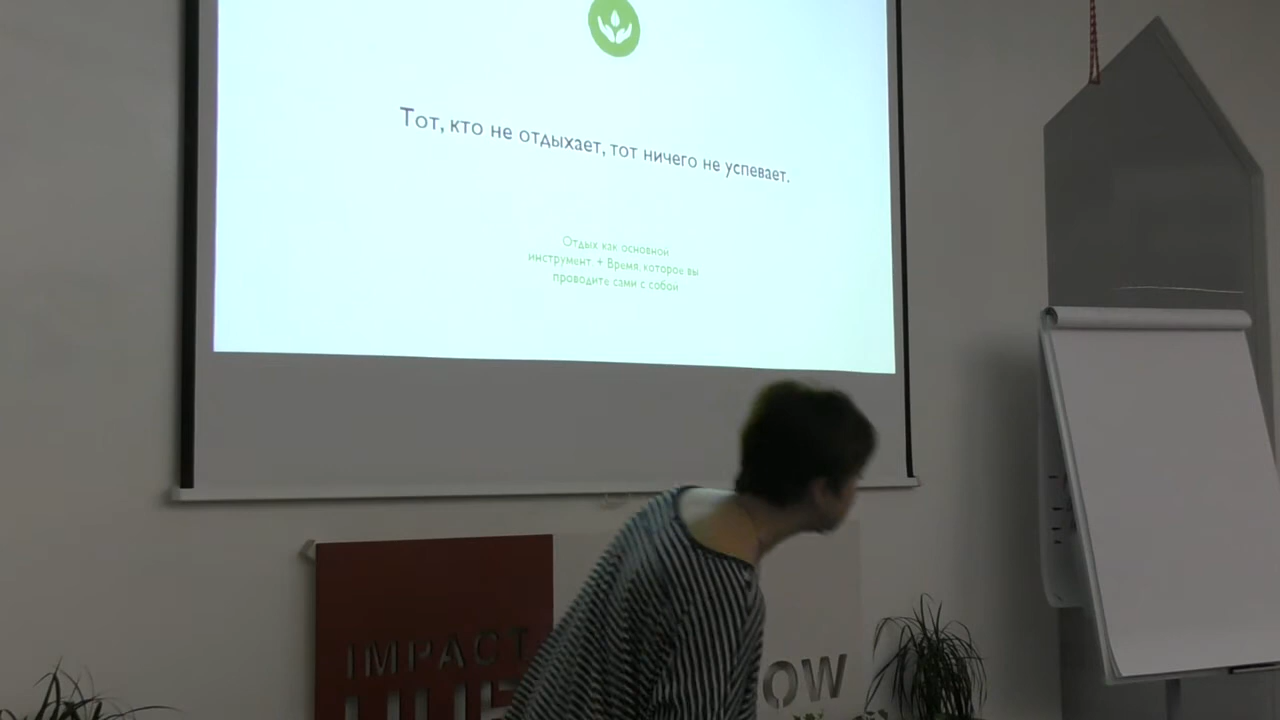 Тот, кто не отдыхает, тот ничего не успевает.
Отдых как основной
инструмент + Время, которое вы
проводите сами с собой
IMPACT
HUB
OW